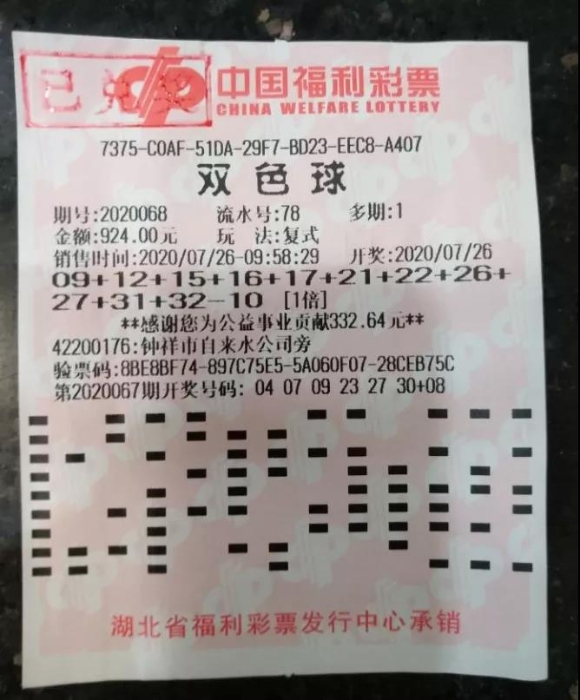 已兑奖 中国福利彩票
CHINA WELFARE LOTTERY
7375-C0AF-51DA-29F7-BD23-EEC8-A407
双色球
期号:2020068 流水号:78 多期:1
金额:924.00元 玩 法:复式
销售时间:2020/07/26-09:58:29 开奖:2020/07/26
09+12+15+16+17+21+22+26+
27+31+32-10 [1倍]
**感谢您为公益事业贡献332.64元**
42200176:钟祥市自来水公司旁
验票码:8BE8BF74-897C75E5-5A060F07-28CEB75C
第2020067期开奖号码: 04 07 09 23 27 30+08
湖北省福利彩票发行中心承销